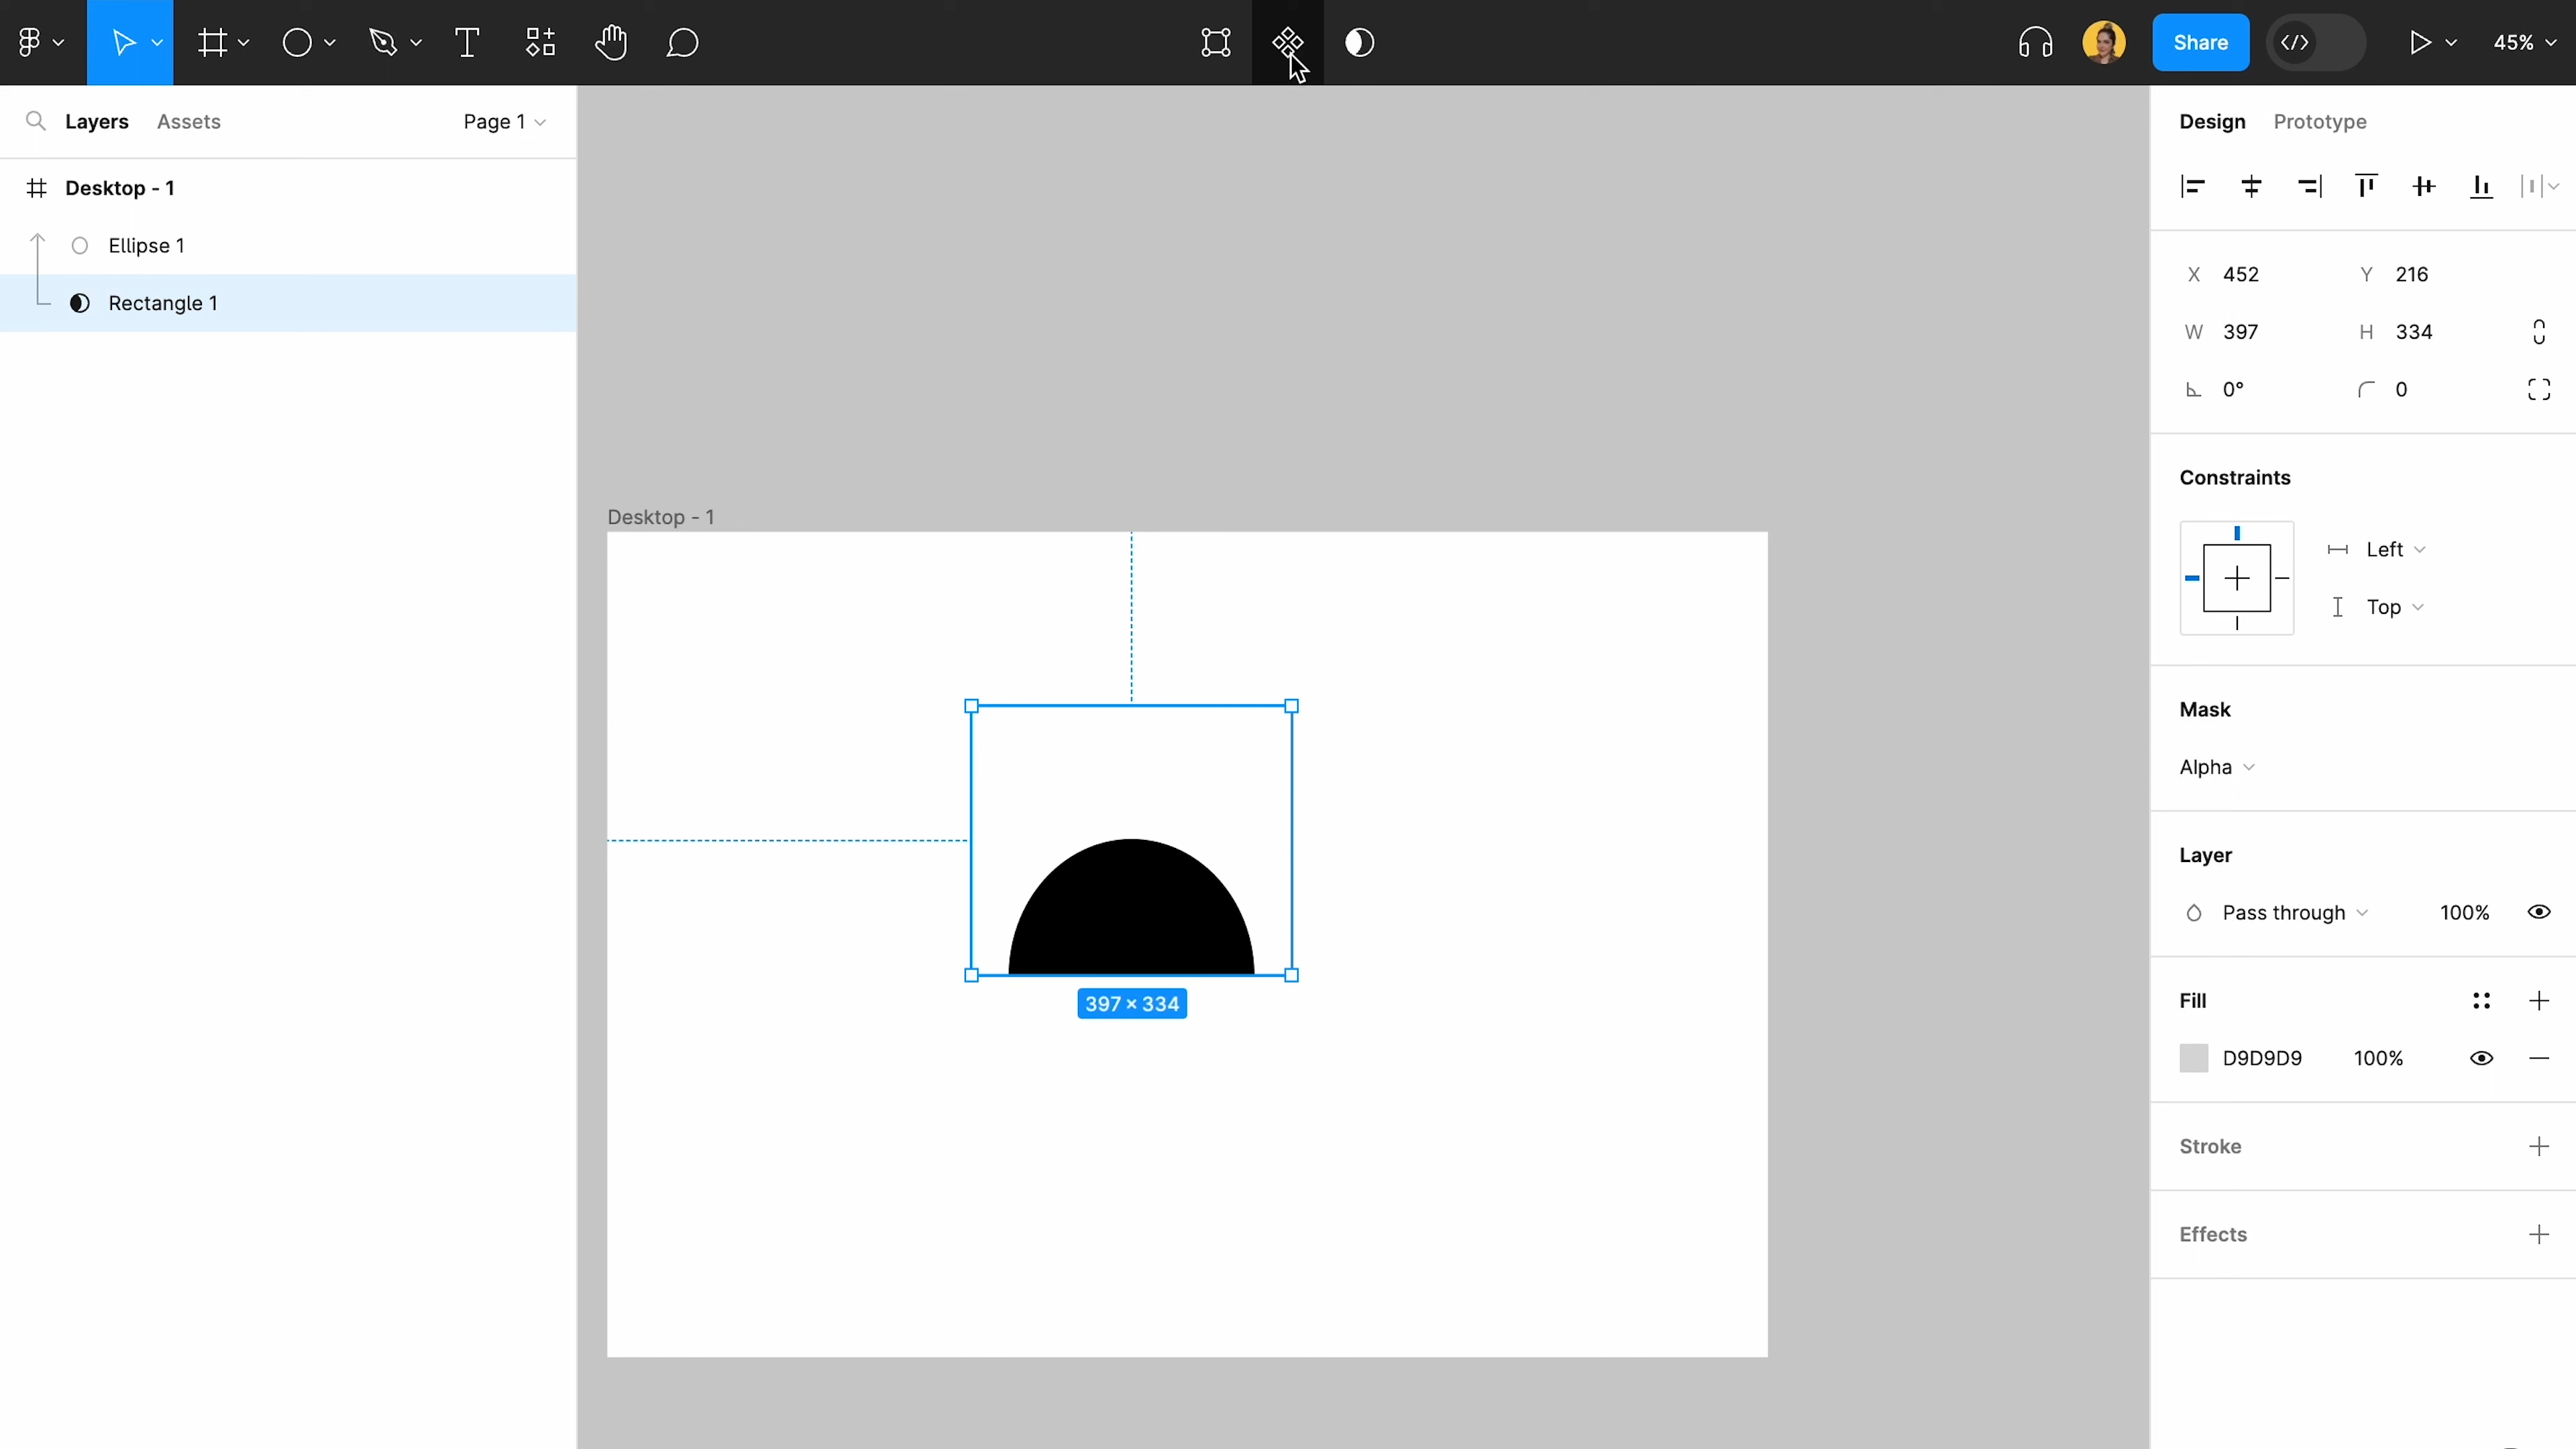 Share
45%
Layers Assets Page 1
Desktop - 1
Ellipse 1
Rectangle 1
Desktop - 1
397 × 334
Design Prototype
X 452 Y 216
W 397 H 334
0° 0
Constraints
Left
Top
Mask
Alpha
Layer
Pass through 100%
Fill
D9D9D9 100%
Stroke
Effects